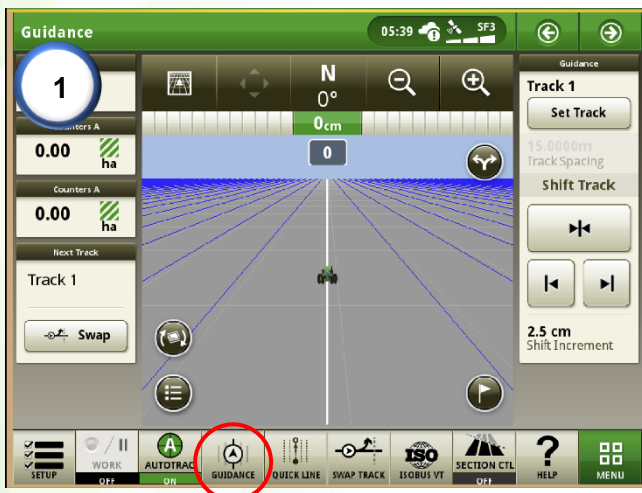 Guidance
05:39
SF3
1
Counters A
0.00
ha
Counters A
0.00
ha
Next Track
Track 1
Swap
N
0°
0cm
0
Guidance
Track 1
Set Track
15.0000m
Track Spacing
Shift Track
2.5 cm
Shift Increment
SETUP
WORK
OFF
A
AUTOTRAC
ON
GUIDANCE
QUICK LINE
SWAP TRACK
ISO
ISOBUS VT
SECTION CTL
OFF
?
HELP
MENU